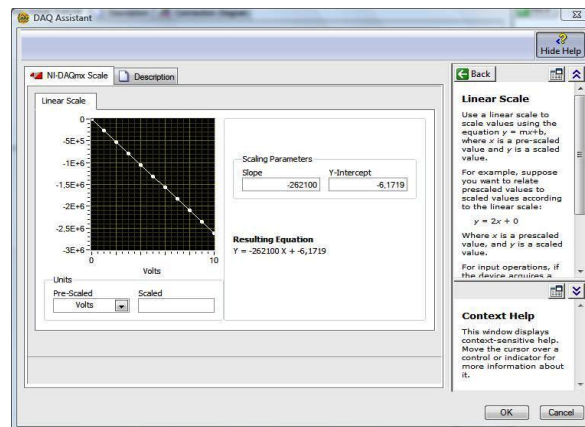 DAQ Assistant
Hide Help
NI-DAQmx Scale
Description
Linear Scale
0
-5E+5
-1E+6
-1,5E+6
-2E+6
-2,5E+6
-3E+6
0
10
Volts
Scaling Parameters
Slope
Y-Intercept
-262100
-6,1719
Resulting Equation
Y = -262100 X + -6,1719
Units
Pre-Scaled
Scaled
Volts
Back
Linear Scale
Use a linear scale to
scale values using the
equation y = mx+b,
where x is a pre-scaled
value and y is a scaled
value.
For example, suppose
you want to relate
prescaled values to
scaled values according
to the linear scale:
y = 2x + 0
Where x is a prescaled
value, and y is a scaled
value.
For input operations, if
the device acquires a
Context Help
This window displays
context-sensitive help.
Move the cursor over a
control or indicator for
more information about
it.
OK
Cancel